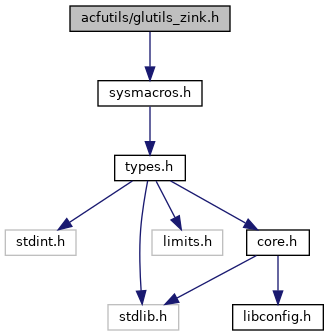 acfutils/glutils_zink.h
sysmacros.h
types.h
stdint.h
limits.h
core.h
stdlib.h
libconfig.h